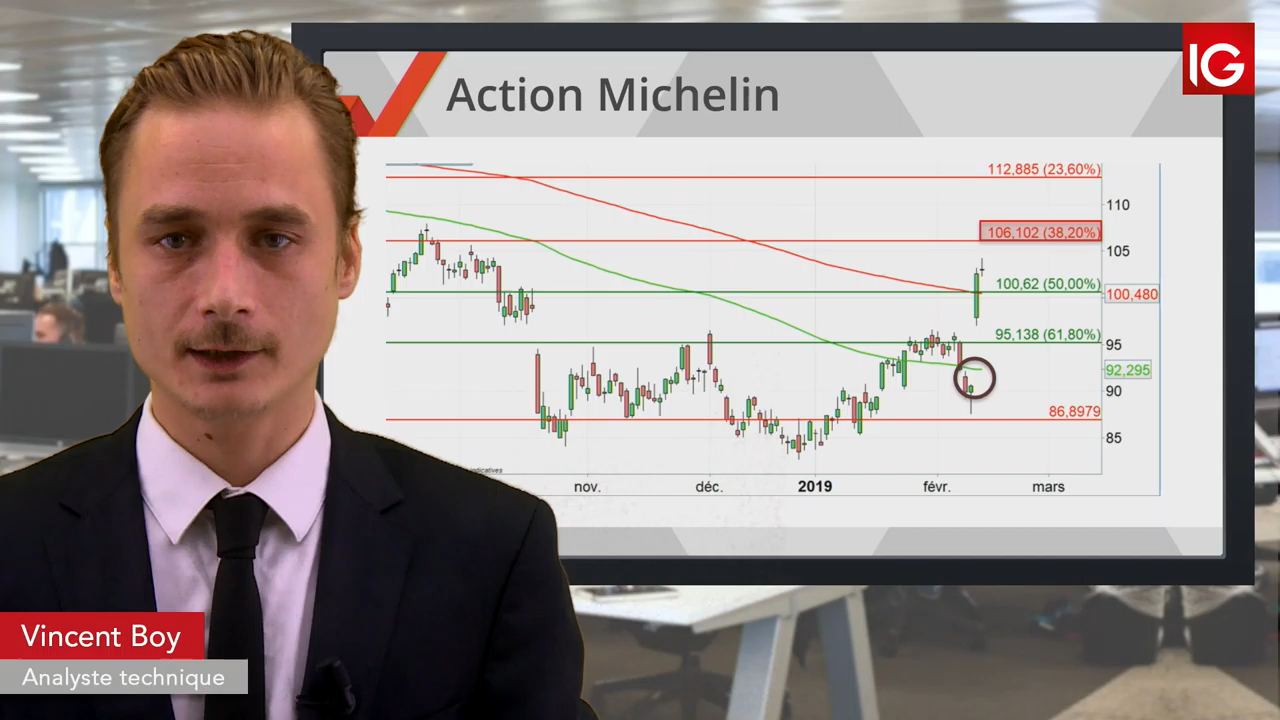 IG
Action Michelin
112,885 (23,60%)
110
106,102 (38,20%)
105
100,62 (50,00%)
100,480
95,138 (61,80%)
95
92,295
90
86,8979
85
indicatives
nov.
déc.
2019
févr.
mars
Vincent Boy
Analyste technique